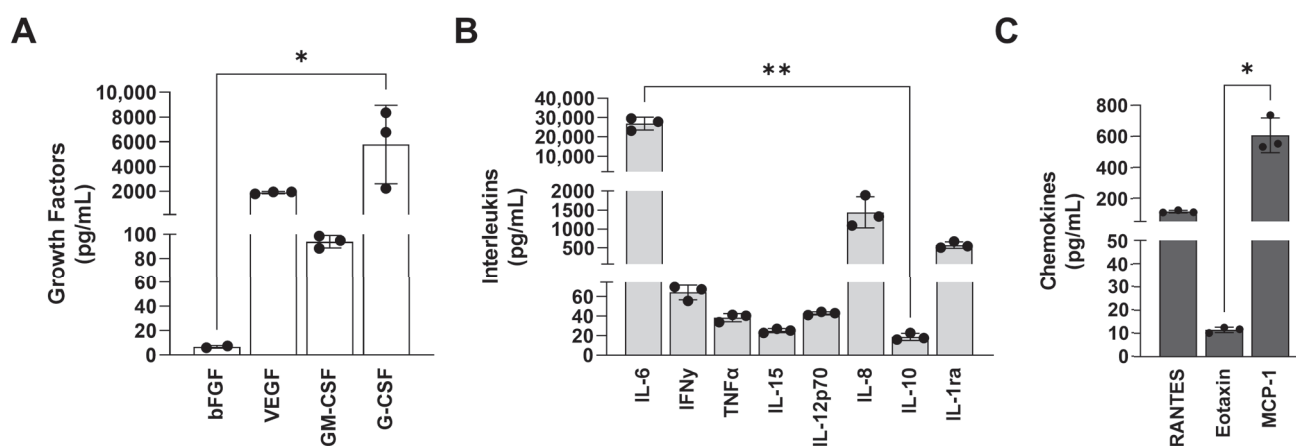 A
*
Growth Factors
(pg/mL)
10,000
8000
6000
4000
2000
100
80
60
40
20
0
bFGF
VEGF
GM-CSF
G-CSF
B
**
Interleukins
(pg/mL)
40,000
30,000
20,000
10,000
2000
1500
1000
500
60
40
20
0
IL-6
IFNy
TNFα
IL-15
IL-12p70
IL-8
IL-10
IL-1ra
C
*
Chemokines
(pg/mL)
800
600
400
200
50
40
30
20
10
0
RANTES
Eotaxin
MCP-1